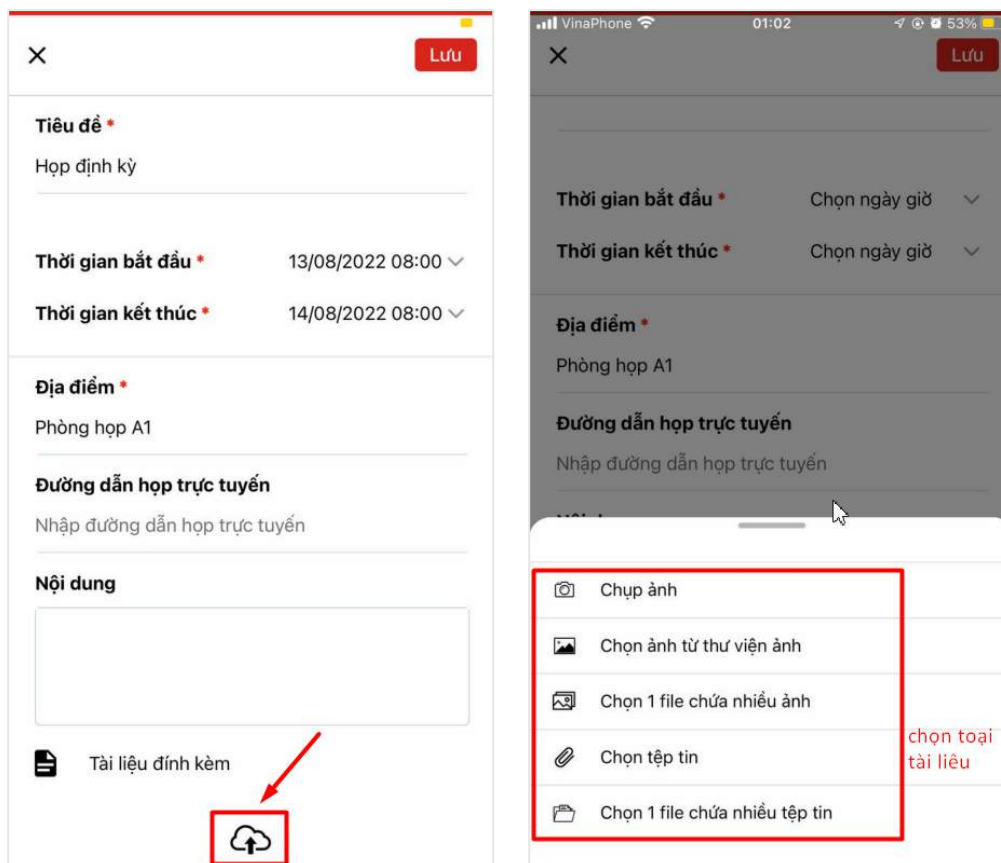 Lưu
Tiêu đề *
Họp định kỳ
Thời gian bắt đầu * 13/08/2022 08:00
Thời gian kết thúc * 14/08/2022 08:00
Địa điểm *
Phòng họp A1
Đường dẫn họp trực tuyến
Nhập đường dẫn họp trực tuyến
Nội dung
Tài liệu đính kèm
VinaPhone 01:02 53%
Lưu
Thời gian bắt đầu * Chọn ngày giờ
Thời gian kết thúc * Chọn ngày giờ
Địa điểm *
Phòng họp A1
Đường dẫn họp trực tuyến
Nhập đường dẫn họp trực tuyến
Chụp ảnh
Chọn ảnh từ thư viện ảnh
Chọn 1 file chứa nhiều ảnh
Chọn tệp tin
Chọn 1 file chứa nhiều tệp tin
chọn toại
tài liêu